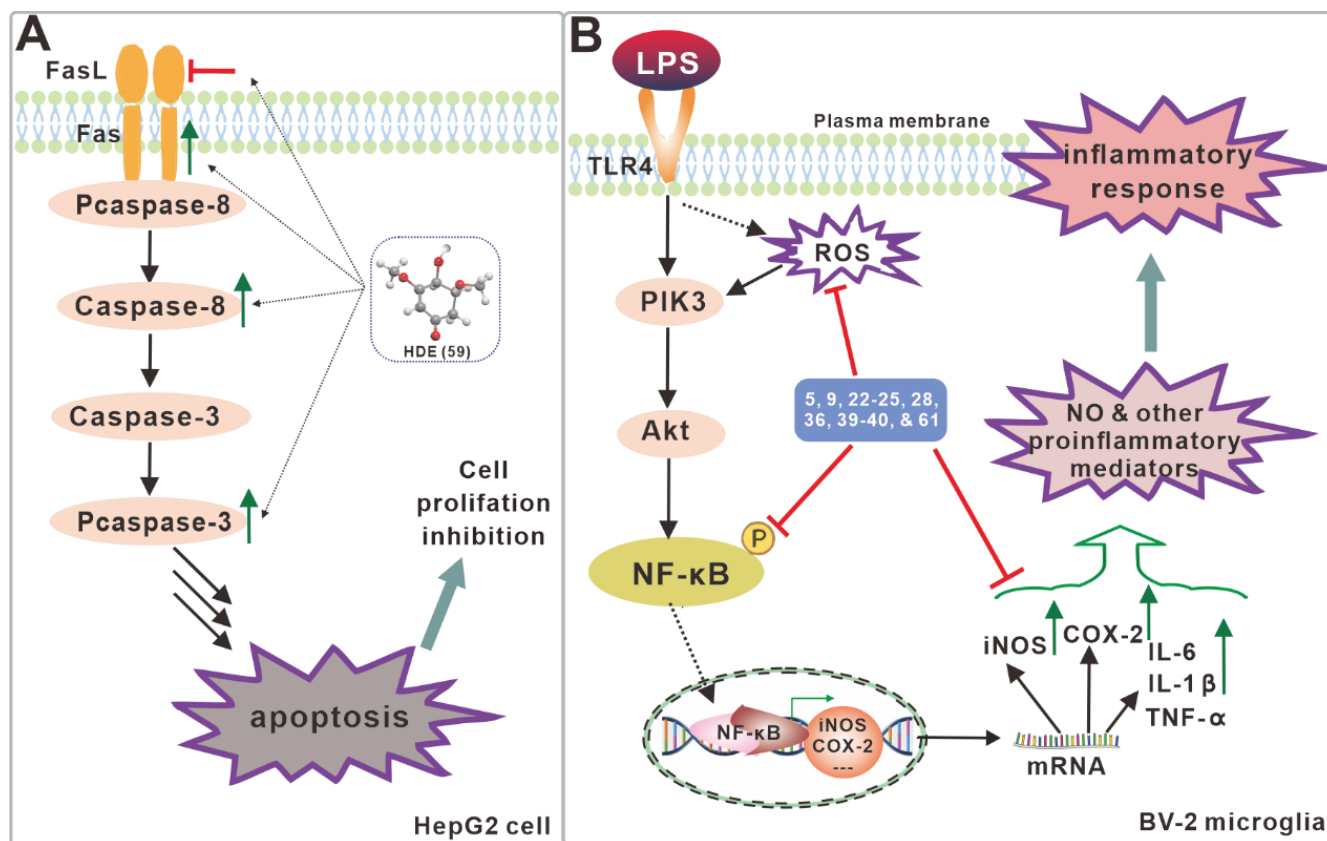 A
FasL
Fas
Pcaspase-8
Caspase-8
Caspase-3
Pcaspase-3
HDE (59)
Cell
prolifation
inhibition
apoptosis
HepG2 cell
B
LPS
TLR4
Plasma membrane
ROS
PIK3
Akt
NF-κB
P
5, 9, 22-25, 28,
36, 39-40, & 61
inflammatory
response
NO & other
proinflammatory
mediators
iNOS
COX-2
IL-6
IL-1 β
TNF-α
mRNA
NF-κB
iNOS
COX-2
---
BV-2 microglia